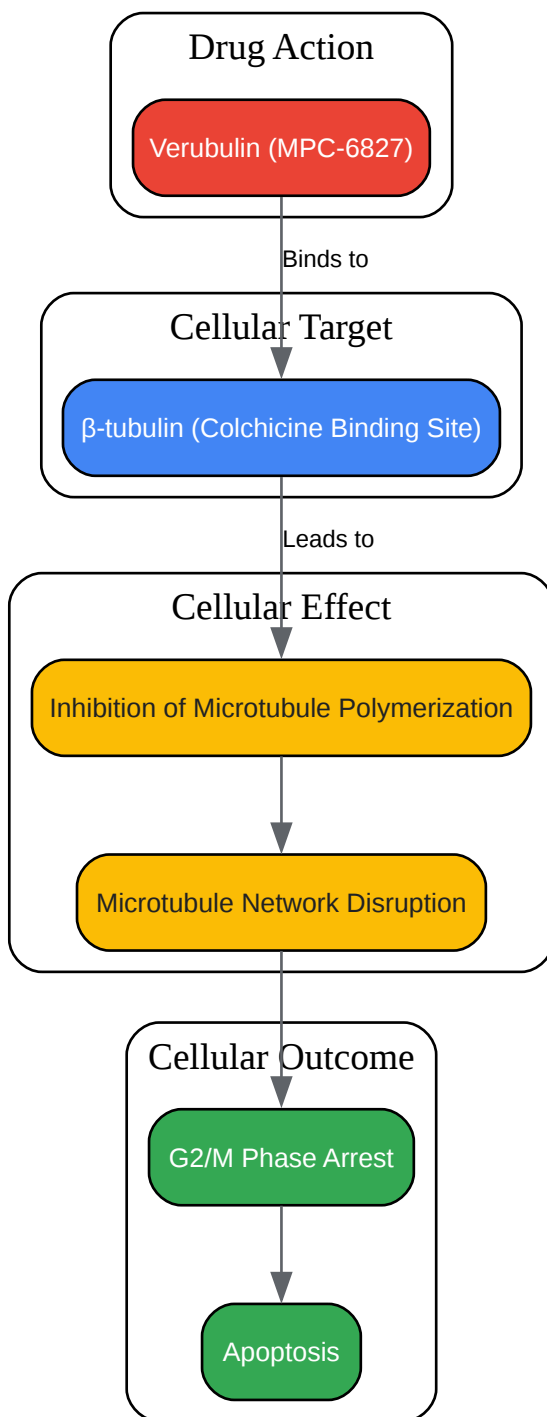 Drug Action
Verubulin (MPC-6827)
Binds to
Cellular Target
β-tubulin (Colchicine Binding Site)
Leads to
Cellular Effect
Inhibition of Microtubule Polymerization
Microtubule Network Disruption
Cellular Outcome
G2/M Phase Arrest
Apoptosis